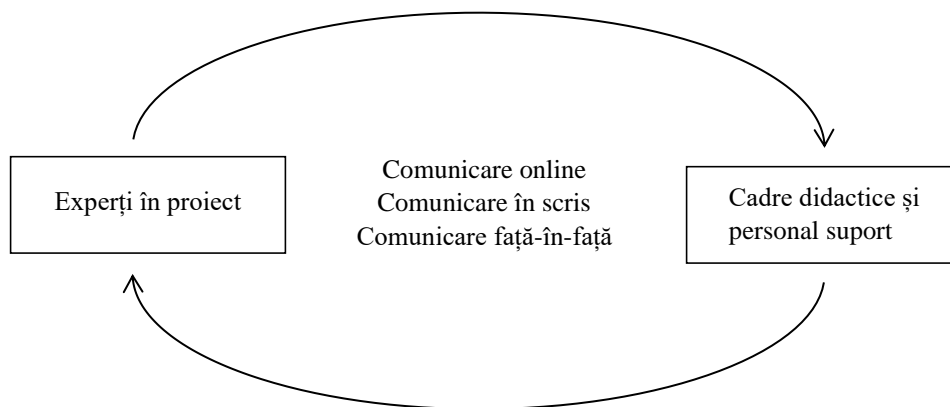 Experți în proiect
Comunicare online
Comunicare în scris
Comunicare față-în-față
Cadre didactice și
personal suport